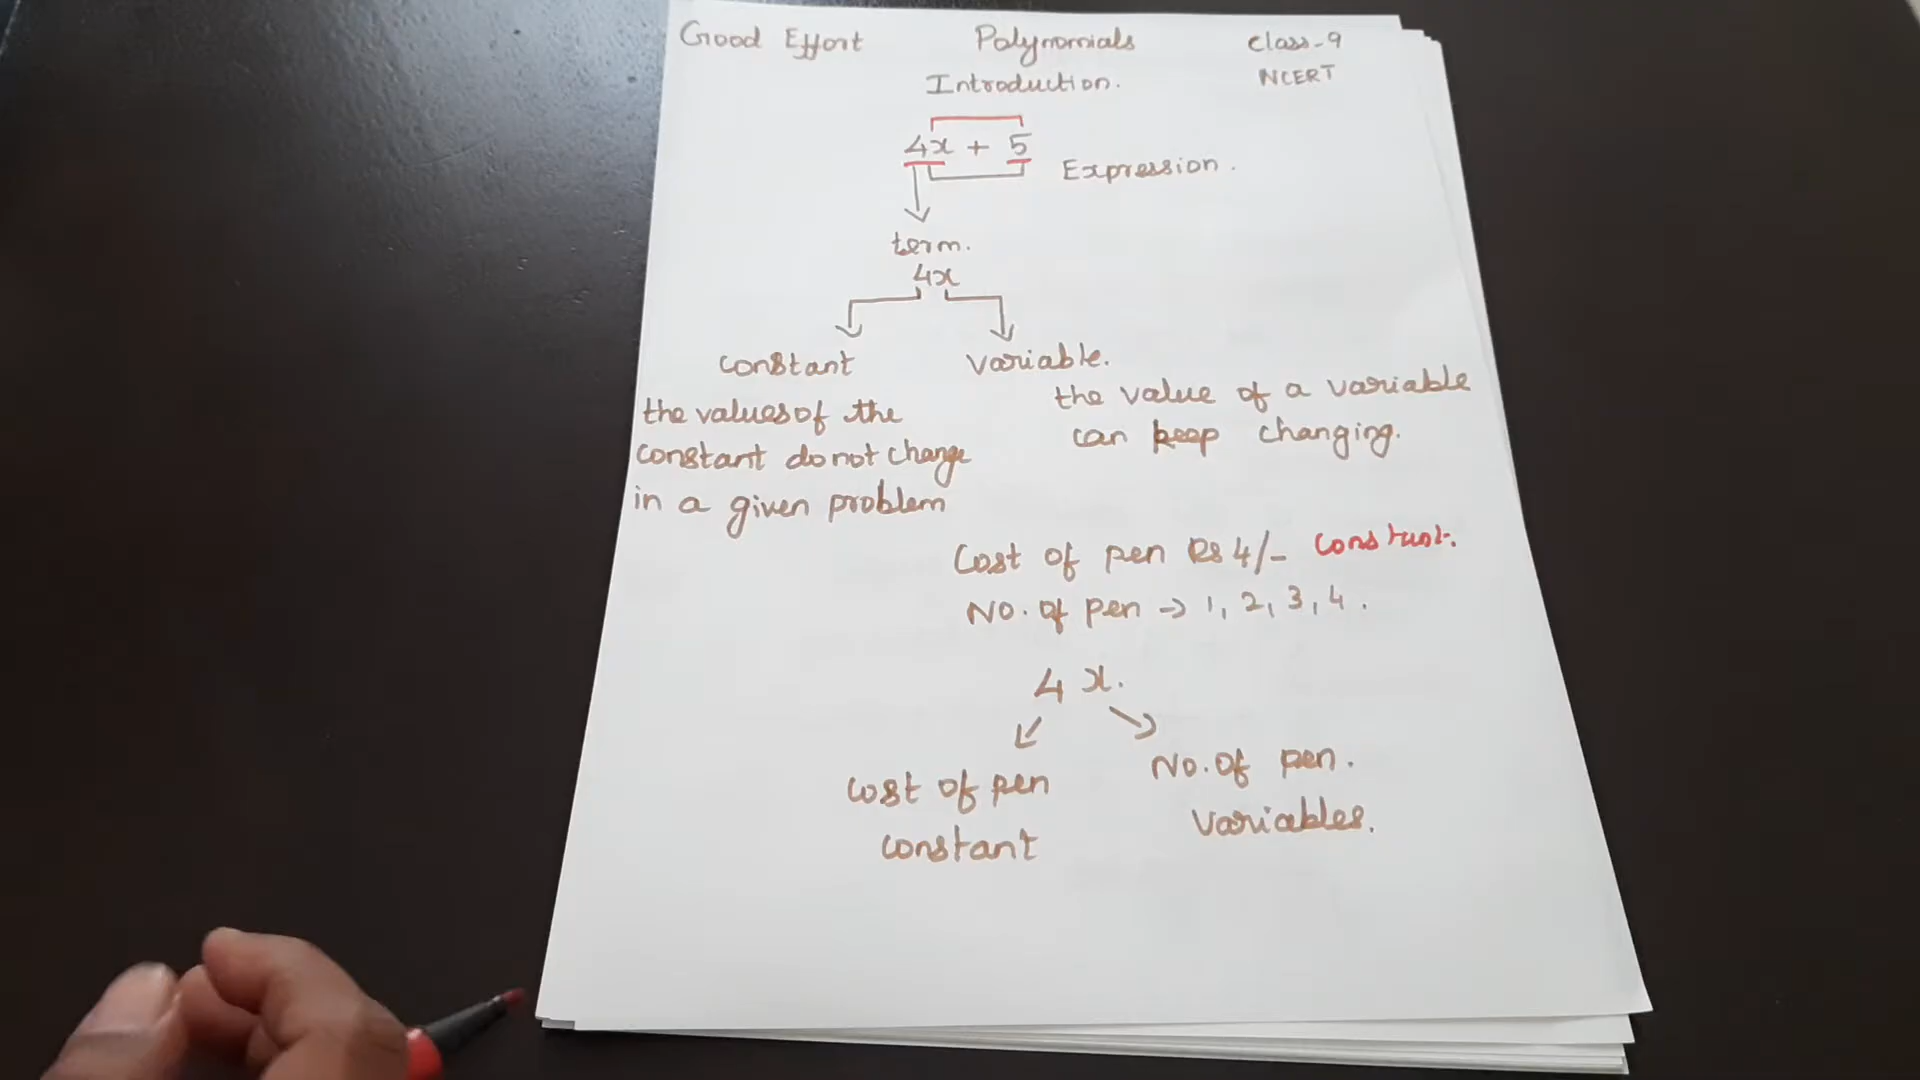 Good Effort Polynomials Class-9
Introduction. NCERT
4x + 5
Expression.
term.
4x
constant variable.
the values of the
constant do not change
in a given problem
the value of a variable
can keep changing.
Cost of pen Rs 4/- constant.
No. of pen → 1, 2, 3, 4.
4 x.
cost of pen
constant
No. of pen.
variables.